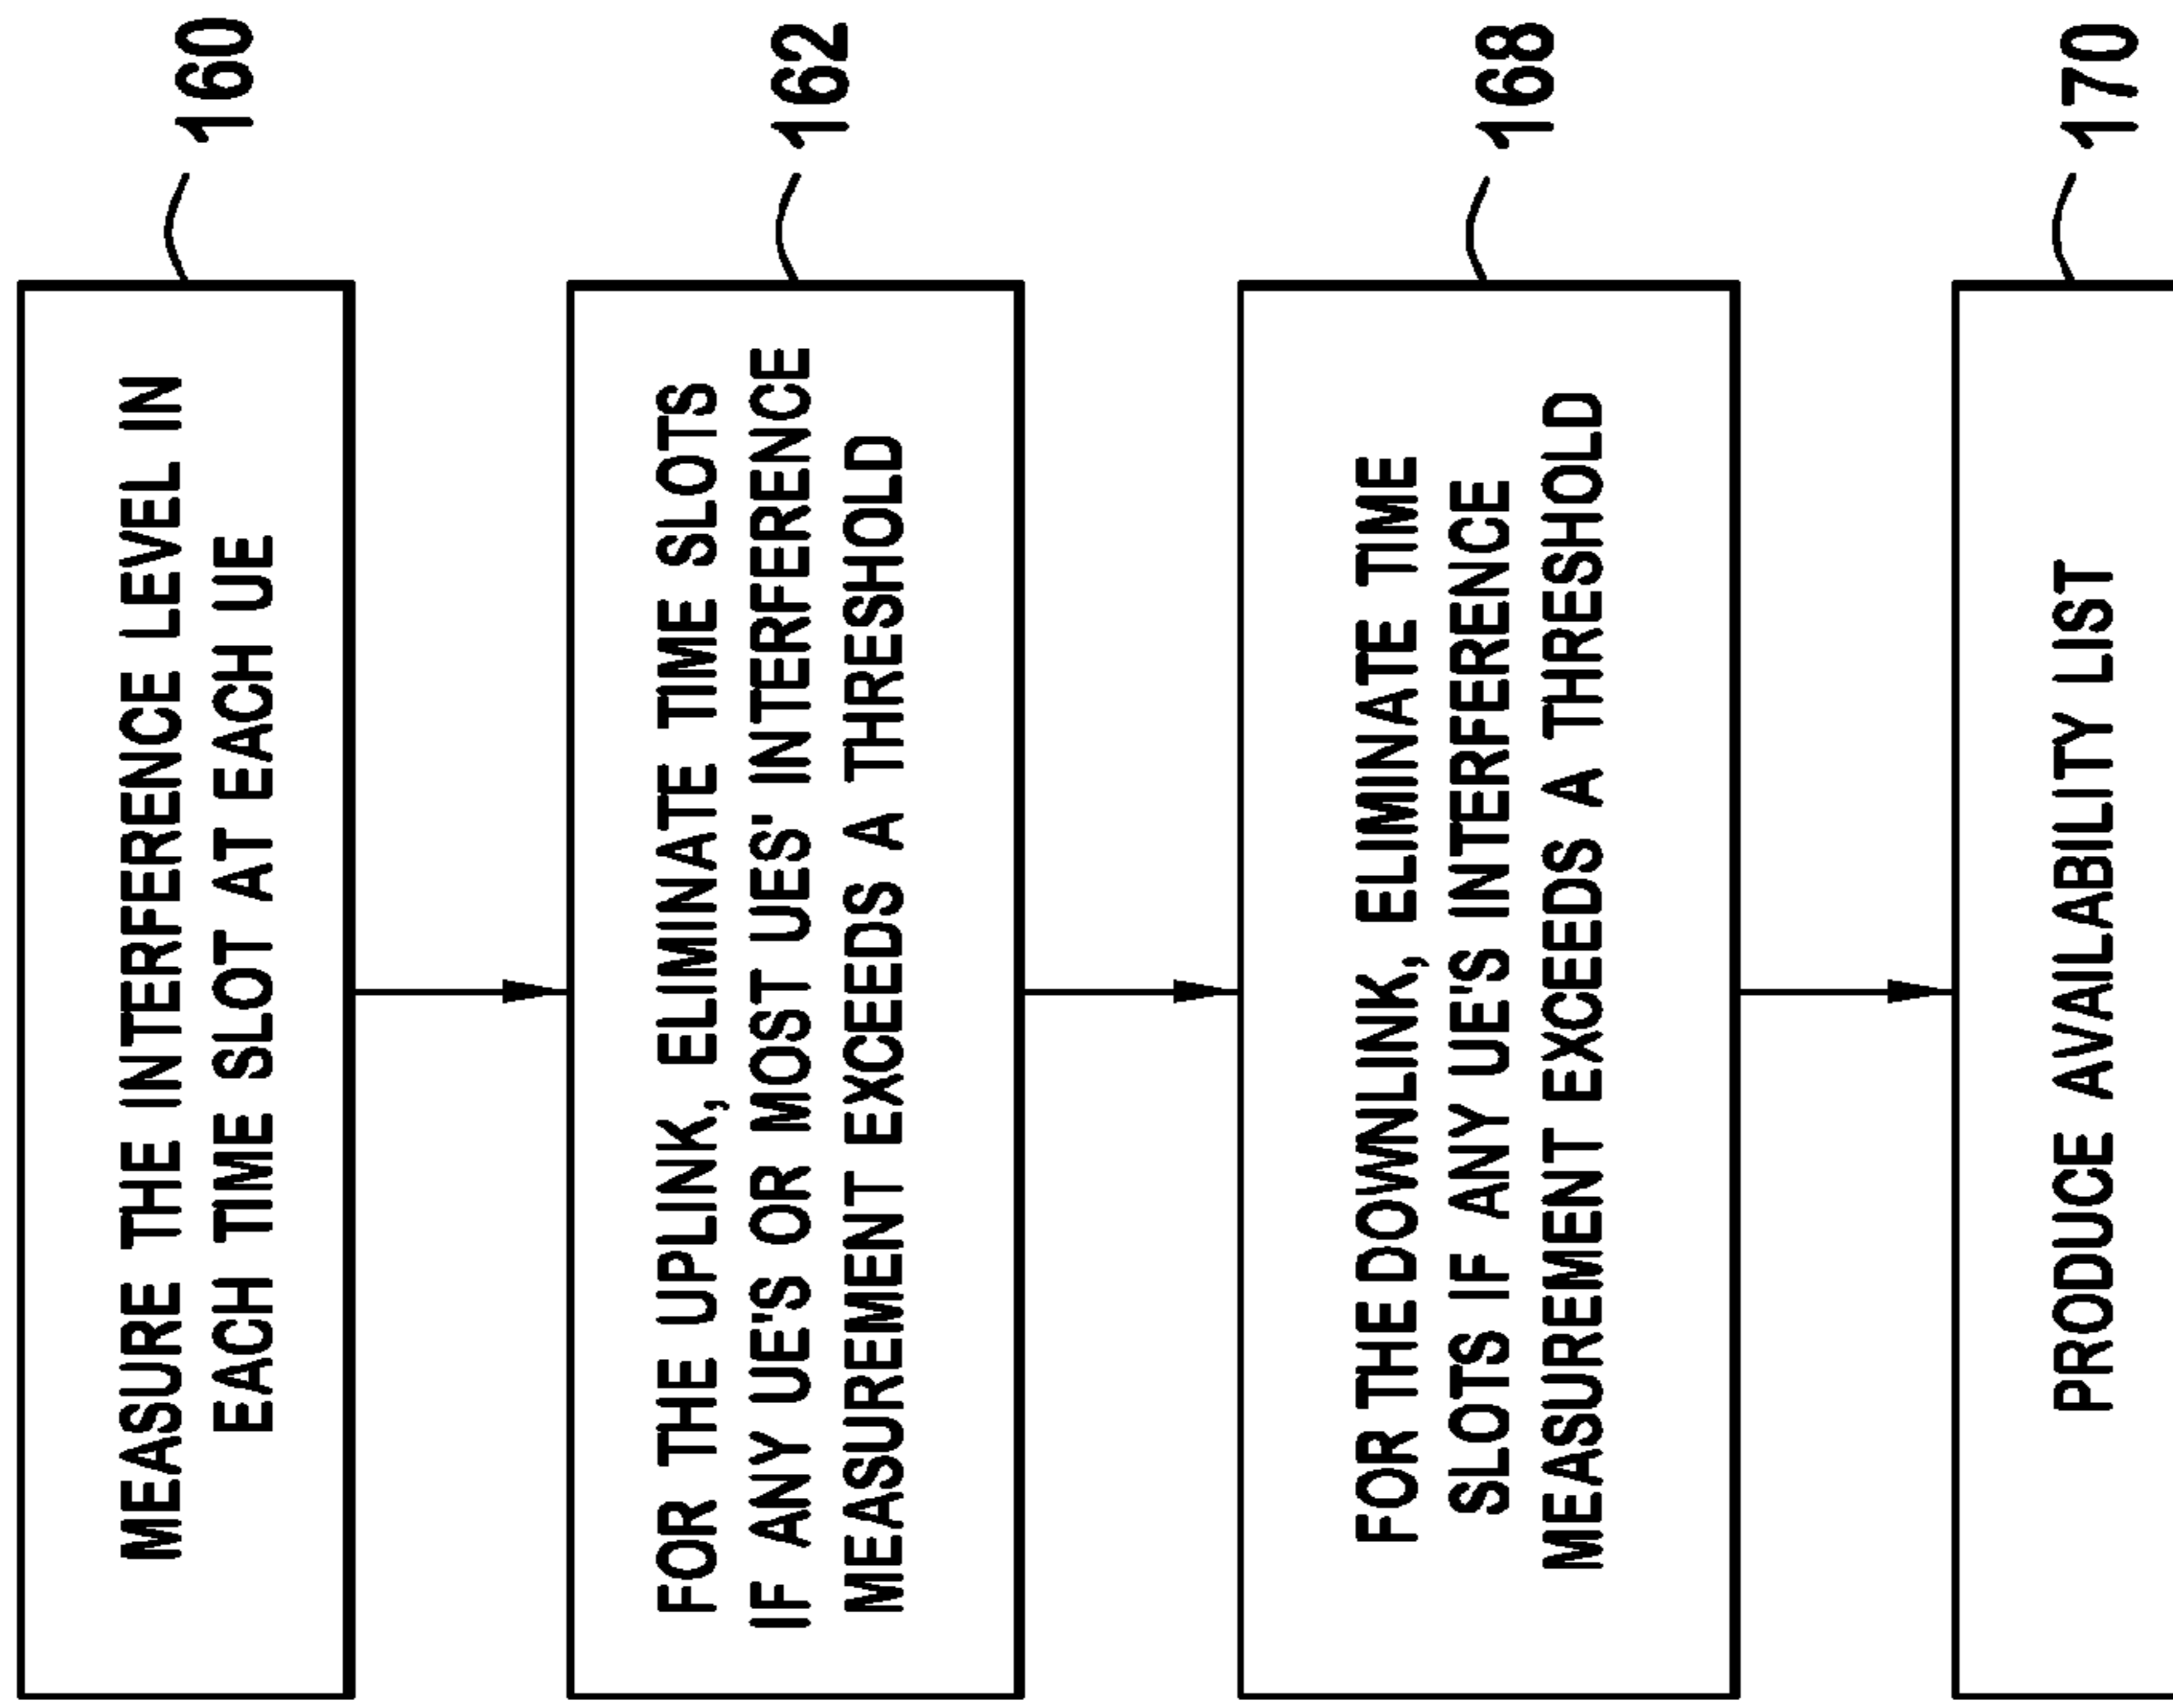 MEASURE THE INTERFERENCE LEVEL IN
EACH TIME SLOT AT EACH UE
160
FOR THE UPLINK, ELIMINATE TIME SLOTS
IF ANY UE'S OR MOST UES' INTERFERENCE
MEASUREMENT EXCEEDS A THRESHOLD
162
FOR THE DOWNLINK, ELIMINATE TIME
SLOTS IF ANY UE'S INTERFERENCE
MEASUREMENT EXCEEDS A THRESHOLD
168
PRODUCE AVAILABILITY LIST
170